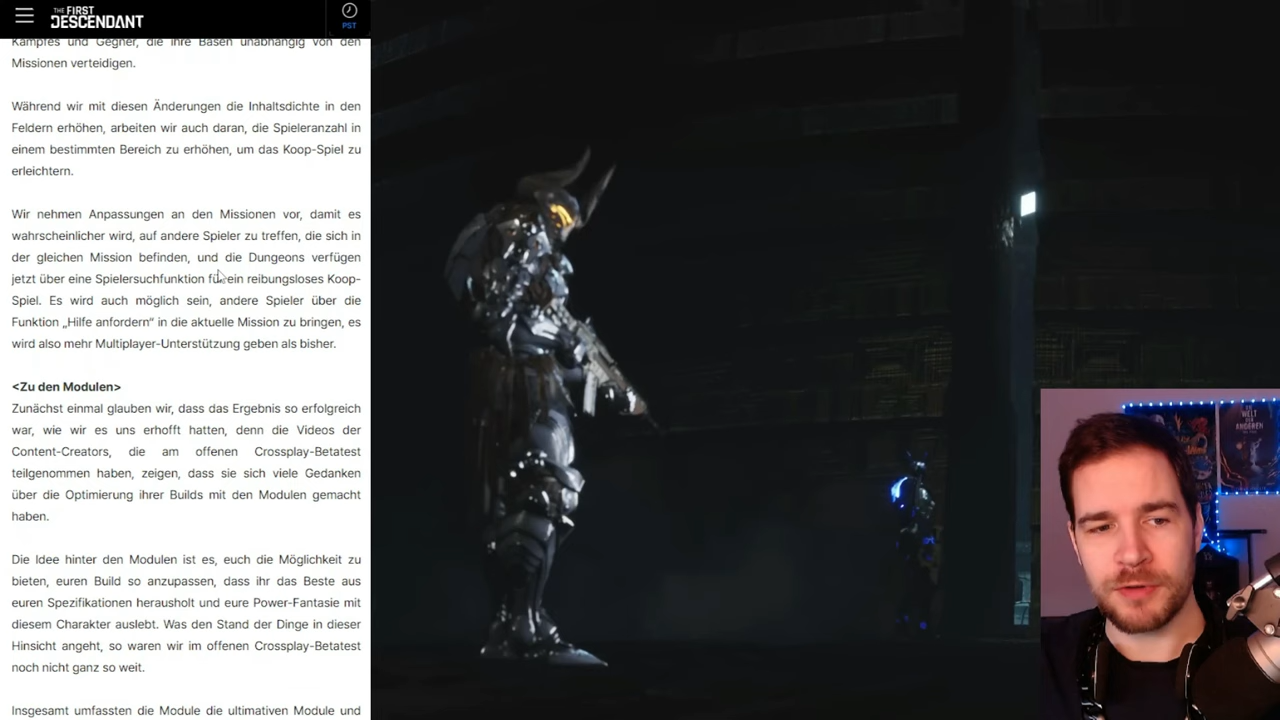 THE FIRST
DESCENDANT
PST
Kampfes und Gegner, die ihre Basen unabhängig von den
Missionen verteidigen.
Während wir mit diesen Änderungen die Inhaltsdichte in den
Feldern erhöhen, arbeiten wir auch daran, die Spieleranzahl in
einem bestimmten Bereich zu erhöhen, um das Koop-Spiel zu
erleichtern.
Wir nehmen Anpassungen an den Missionen vor, damit es
wahrscheinlicher wird, auf andere Spieler zu treffen, die sich in
der gleichen Mission befinden, und die Dungeons verfügen
jetzt über eine Spielersuchfunktion für ein reibungsloses Koop-
Spiel. Es wird auch möglich sein, andere Spieler über die
Funktion „Hilfe anfordern“ in die aktuelle Mission zu bringen, es
wird also mehr Multiplayer-Unterstützung geben als bisher.
<Zu den Modulen>
Zunächst einmal glauben wir, dass das Ergebnis so erfolgreich
war, wie wir es uns erhofft hatten, denn die Videos der
Content-Creators, die am offenen Crossplay-Betatest
teilgenommen haben, zeigen, dass sie sich viele Gedanken
über die Optimierung ihrer Builds mit den Modulen gemacht
haben.
Die Idee hinter den Modulen ist es, euch die Möglichkeit zu
bieten, euren Build so anzupassen, dass ihr das Beste aus
euren Spezifikationen herausholt und eure Power-Fantasie mit
diesem Charakter auslebt. Was den Stand der Dinge in dieser
Hinsicht angeht, so waren wir im offenen Crossplay-Betatest
noch nicht ganz so weit.
Insgesamt umfassten die Module die ultimativen Module und
WELT
DER
ANDEREN